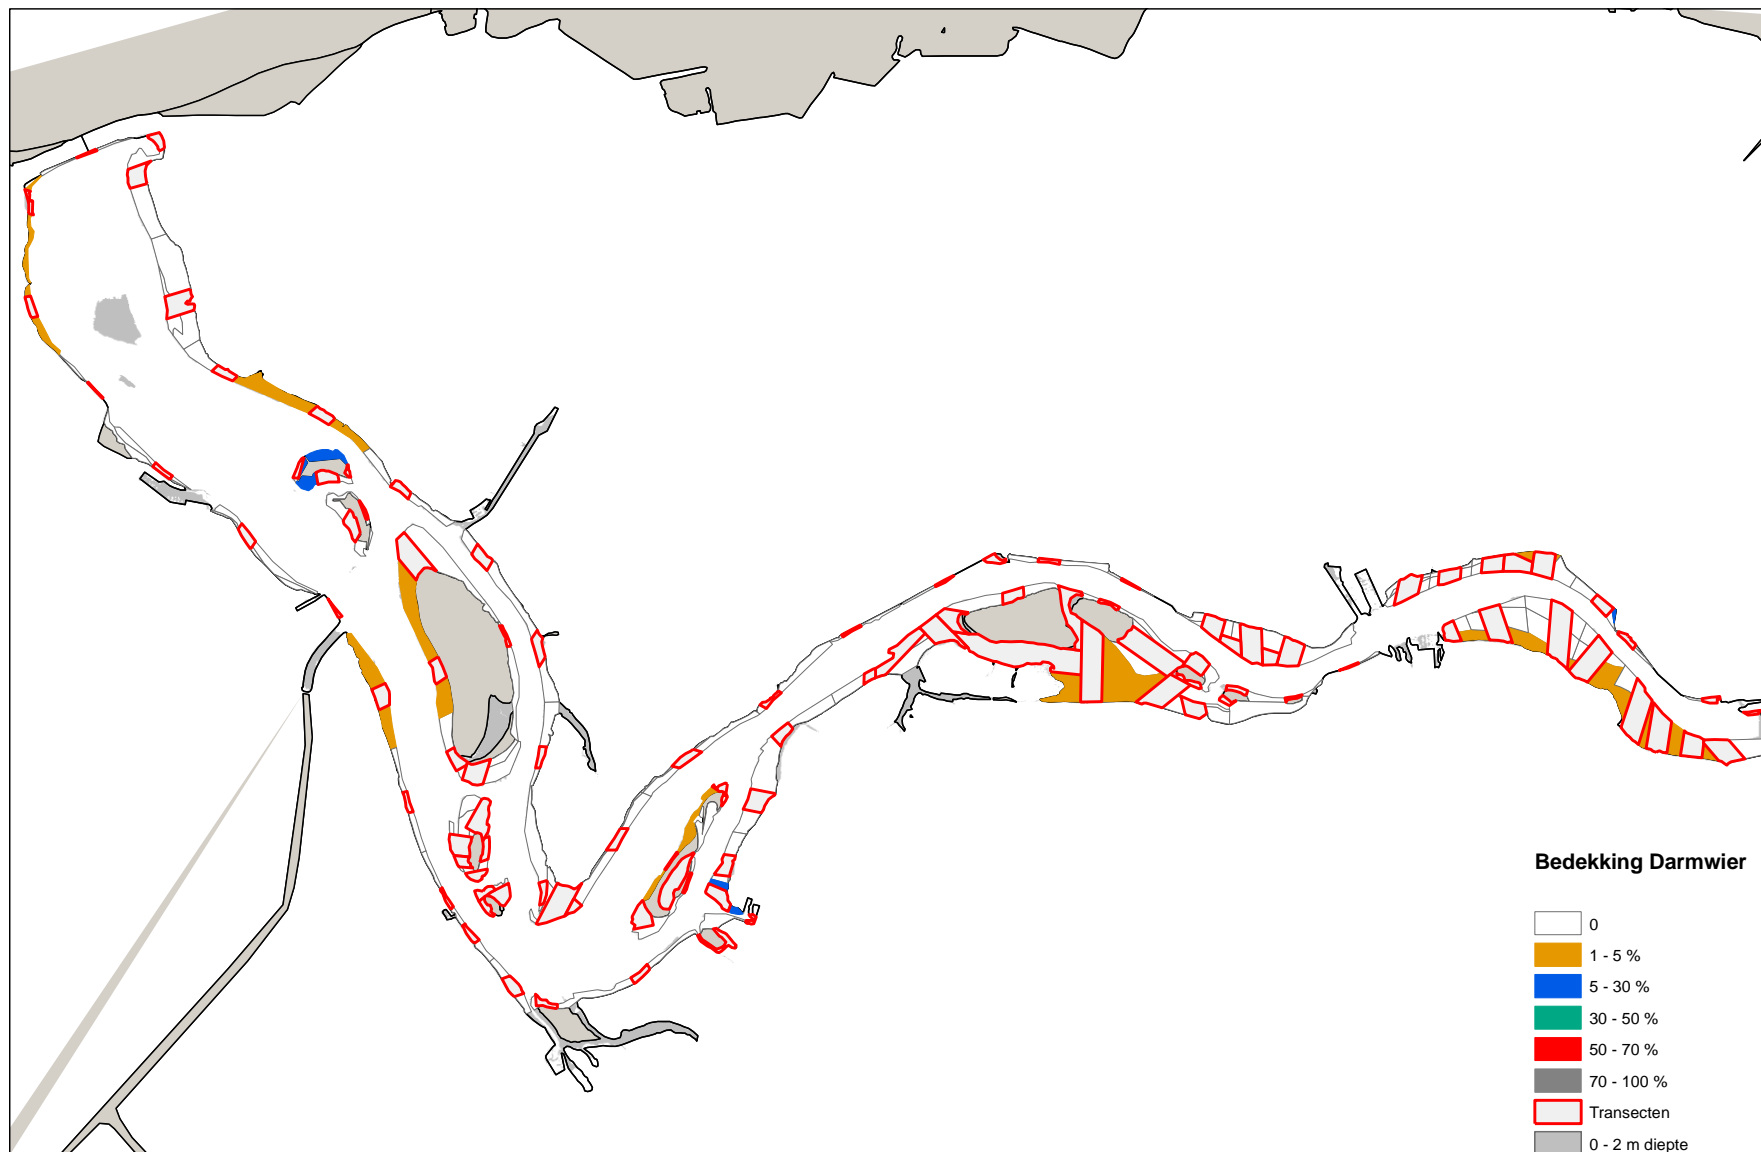 Bedekking Darmwier
0
1 - 5 %
5 - 30 %
30 - 50 %
50 - 70 %
70 - 100 %
Transecten
0 - 2 m diepte